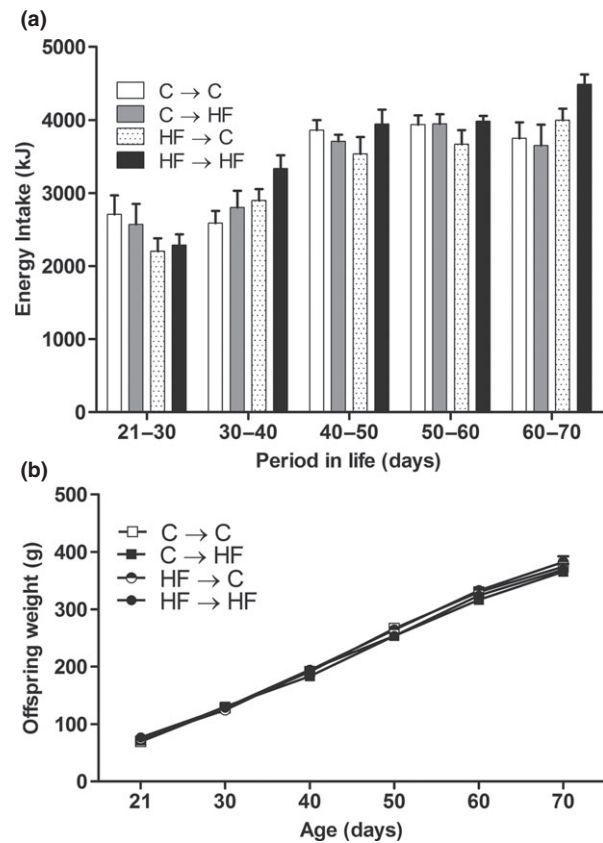 (a)
5000
4000
3000
2000
1000
0
Energy Intake (kJ)
C → C
C → HF
HF → C
HF → HF
21–30
30–40
40–50
50–60
60–70
Period in life (days)
(b)
500
400
300
200
100
0
Offspring weight (g)
C → C
C → HF
HF → C
HF → HF
21
30
40
50
60
70
Age (days)